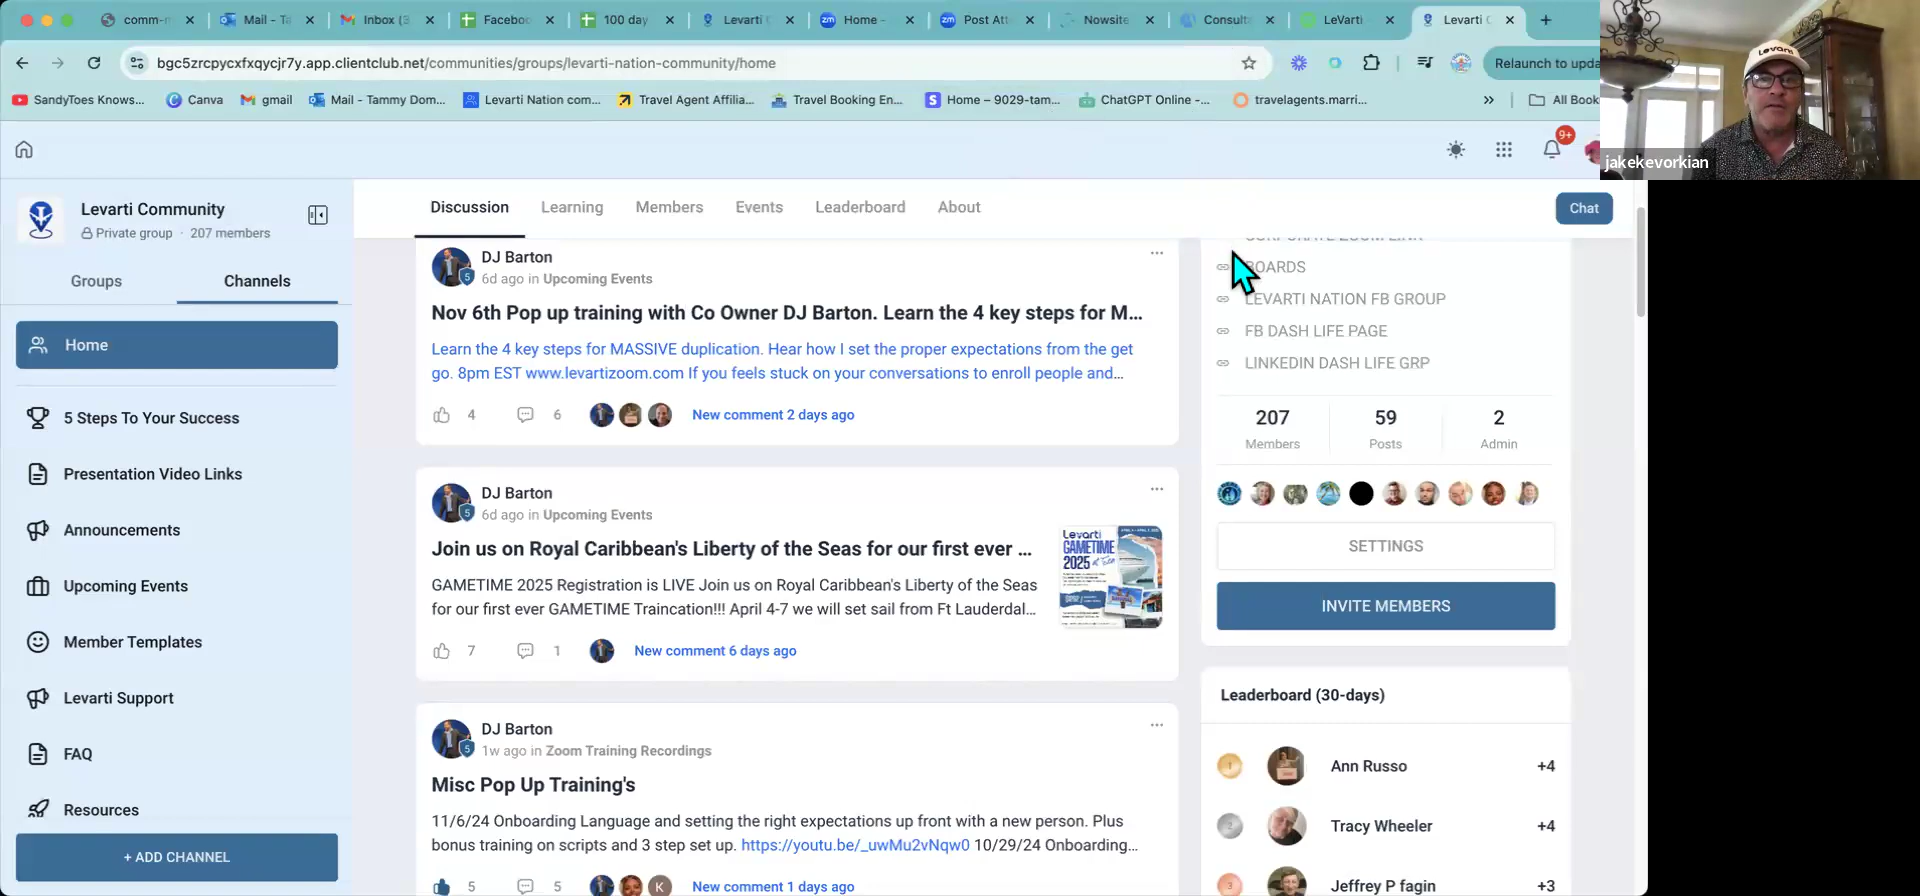 comm-
Mail - Ta
Inbox (3
Faceboo
100 day
Levarti
Home -
Post Att
Nowsite
Consult
LeVarti
Levarti C
bgc5zrcpycxfxqycjr7y.app.clientclub.net/communities/groups/levarti-nation-community/home
Relaunch to upda
SandyToes Knows...
Canva
gmail
Mail - Tammy Dom...
Levarti Nation com...
Travel Agent Affilia...
Travel Booking En...
Home – 9029-tam...
ChatGPT Online -...
travelagents.marri...
»
All Book
Levarti
jakekevorkian
9+
Levarti Community
Private group · 207 members
Groups
Channels
Home
5 Steps To Your Success
Presentation Video Links
Announcements
Upcoming Events
Member Templates
Levarti Support
FAQ
Resources
+ ADD CHANNEL
Discussion
Learning
Members
Events
Leaderboard
About
Chat
DJ Barton
5
6d ago in Upcoming Events
Nov 6th Pop up training with Co Owner DJ Barton. Learn the 4 key steps for M...
Learn the 4 key steps for MASSIVE duplication. Hear how I set the proper expectations from the get
go. 8pm EST www.levartizoom.com If you feels stuck on your conversations to enroll people and...
4
6
New comment 2 days ago
DJ Barton
5
6d ago in Upcoming Events
Join us on Royal Caribbean's Liberty of the Seas for our first ever ...
GAMETIME 2025 Registration is LIVE Join us on Royal Caribbean's Liberty of the Seas
for our first ever GAMETIME Traincation!!! April 4-7 we will set sail from Ft Lauderdal...
Levarti
GAMETIME
2025
7
1
New comment 6 days ago
DJ Barton
5
1w ago in Zoom Training Recordings
Misc Pop Up Training's
11/6/24 Onboarding Language and setting the right expectations up front with a new person. Plus
bonus training on scripts and 3 step set up. https://youtu.be/_uwMu2vNqw0 10/29/24 Onboarding...
5
5
K
New comment 1 days ago
CORPORATE ZOOM LINK
BOARDS
LEVARTI NATION FB GROUP
FB DASH LIFE PAGE
LINKEDIN DASH LIFE GRP
207
Members
59
Posts
2
Admin
SETTINGS
INVITE MEMBERS
Leaderboard (30-days)
1
Ann Russo
+4
2
Tracy Wheeler
+4
3
Jeffrey P fagin
+3